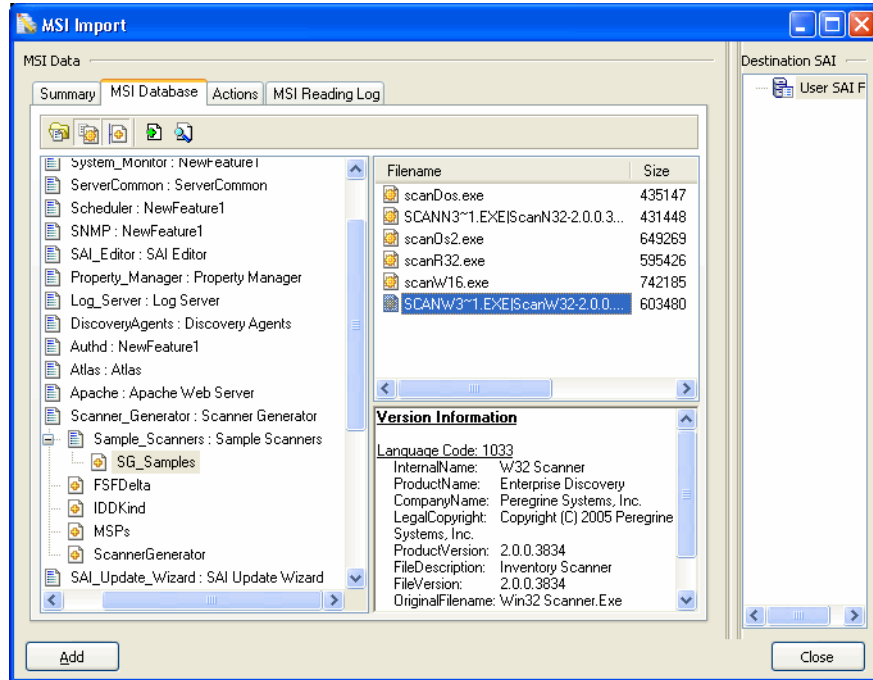 MSI Import
MSI Data
Destination SAI
Summary
MSI Database
Actions
MSI Reading Log
User SAI F
System_Monitor : NewFeature1
ServerCommon : ServerCommon
Scheduler : NewFeature1
SNMP : NewFeature1
SAI_Editor : SAI Editor
Property_Manager : Property Manager
Log_Server : Log Server
DiscoveryAgents : Discovery Agents
Authd : NewFeature1
Atlas : Atlas
Apache : Apache Web Server
Scanner_Generator : Scanner Generator
Sample_Scanners : Sample Scanners
SG_Samples
FSFDelta
IDDKind
MSPs
ScannerGenerator
SAI_Update_Wizard : SAI Update Wizard
Filename Size
scanDos.exe 435147
SCANN3~1.EXE|ScanN32-2.0.0.3... 431448
scanOs2.exe 649269
scanR32.exe 595426
scanW16.exe 742185
SCANW3~1.EXE|ScanW32-2.0.0.... 603480
Version Information
Language Code: 1033
InternalName: W32 Scanner
ProductName: Enterprise Discovery
CompanyName: Peregrine Systems, Inc.
LegalCopyright: Copyright (C) 2005 Peregrine
Systems, Inc.
ProductVersion: 2.0.0.3834
FileDescription: Inventory Scanner
FileVersion: 2.0.0.3834
OriginalFilename: Win32 Scanner.Exe
Add
Close